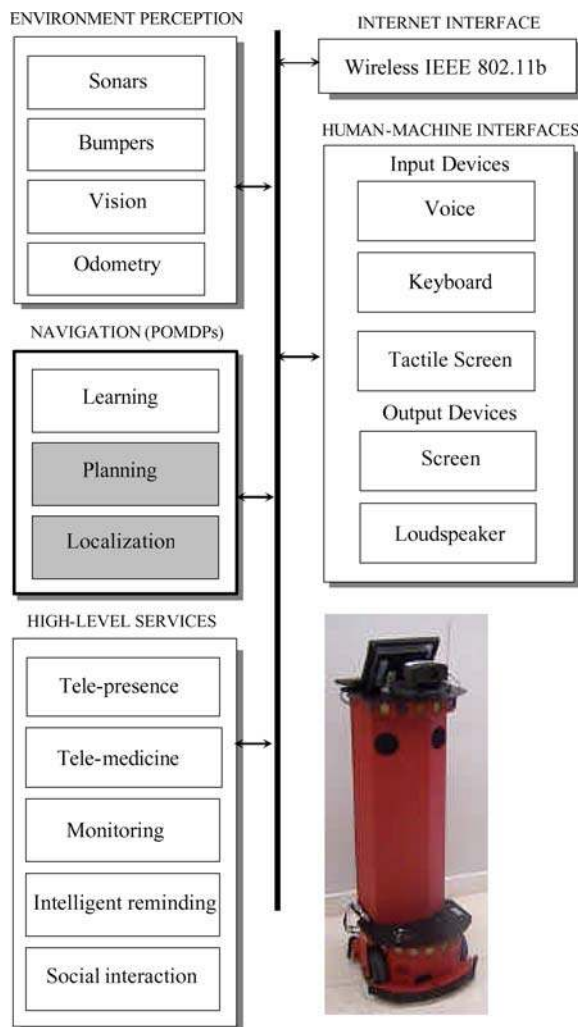 ENVIRONMENT PERCEPTION
Sonars
Bumpers
Vision
Odometry
NAVIGATION (POMDPs)
Learning
Planning
Localization
HIGH-LEVEL SERVICES
Tele-presence
Tele-medicine
Monitoring
Intelligent reminding
Social interaction
INTERNET INTERFACE
Wireless IEEE 802.11b
HUMAN-MACHINE INTERFACES
Input Devices
Voice
Keyboard
Tactile Screen
Output Devices
Screen
Loudspeaker